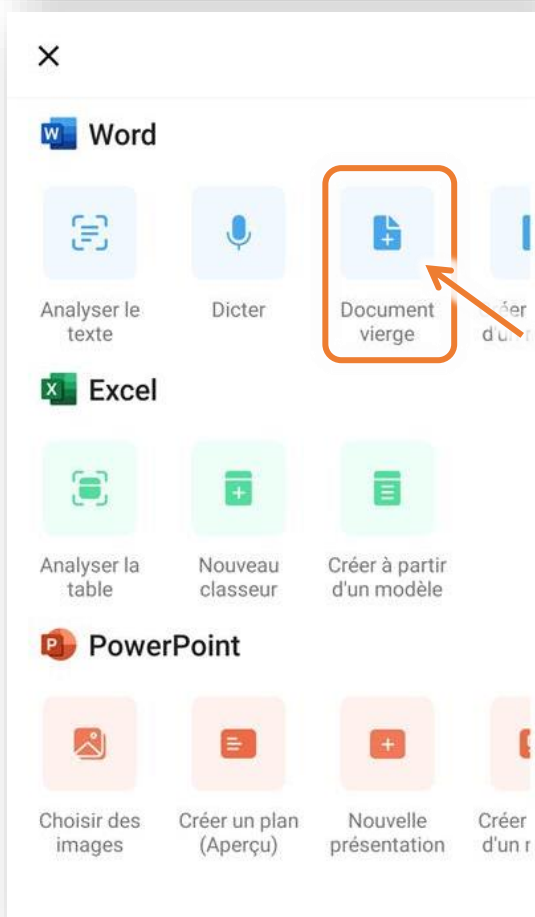 Word
Analyser le
texte
Dicter
Document
vierge
Excel
Analyser la
table
Nouveau
classeur
Créer à partir
d'un modèle
PowerPoint
Choisir des
images
Créer un plan
(Aperçu)
Nouvelle
présentation
Créer